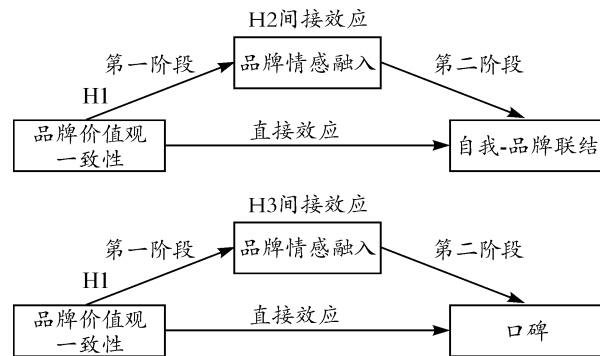 H2间接效应
第一阶段
品牌情感融入
第二阶段
H1
品牌价值观
一致性
直接效应
自我-品牌联结
H3间接效应
第一阶段
品牌情感融入
第二阶段
H1
品牌价值观
一致性
直接效应
口碑